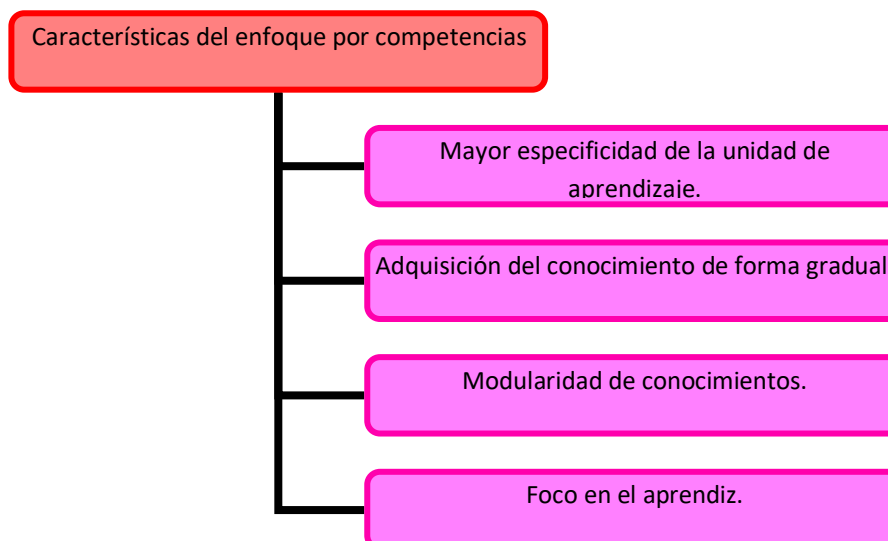 Características del enfoque por competencias
Mayor especificidad de la unidad de
aprendizaje.
Adquisición del conocimiento de forma gradual
Modularidad de conocimientos.
Foco en el aprendiz.